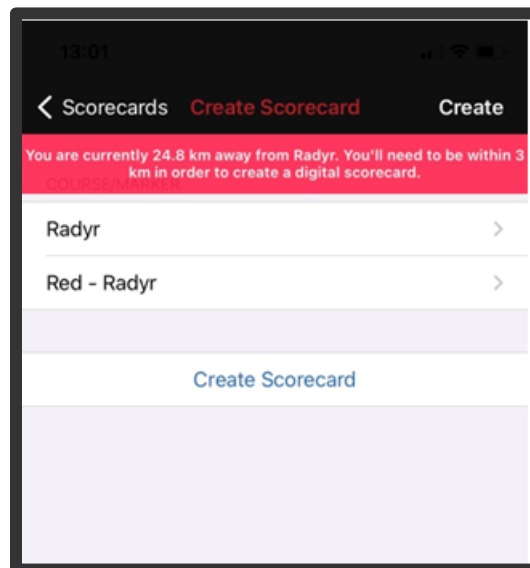 13:01
Scorecards Create Scorecard Create
You are currently 24.8 km away from Radyr. You'll need to be within 3
km in order to create a digital scorecard.
COURSE/MARKER
Radyr
Red - Radyr
Create Scorecard